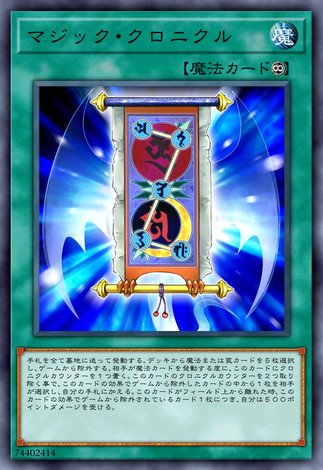 マジック・クロニクル
魔
【魔法カード♾】
手札を全て墓地に送って発動する。デッキから魔法または罠カードを5枚選択
し、ゲームから除外する。相手が魔法カードを発動する度に、このカードにク
ロニクルカウンターを1つ置く。このカードのクロニクルカウンターを2つ取り
除く事で、このカードの効果でゲームから除外したカードの中から1枚を相手
が選択し、自分の手札に加える。このカードがフィールド上から離れた時、この
カードの効果でゲームから除外されているカード1枚につき、自分は500ポイ
ントダメージを受ける。
74402414